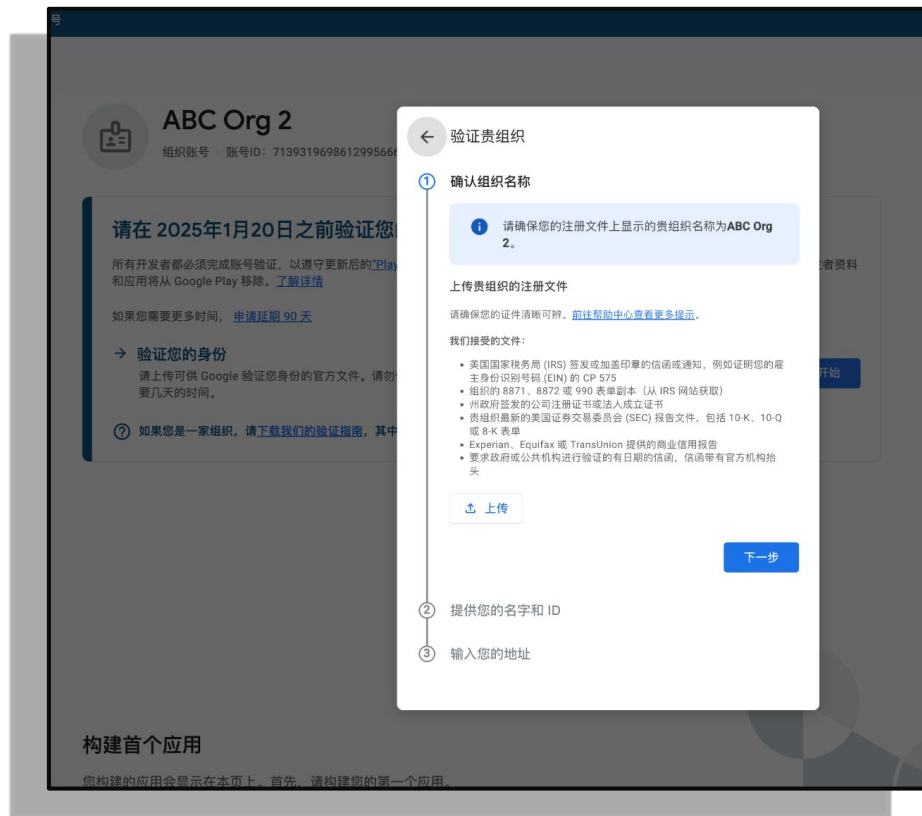 号
ABC Org 2
组织账号 · 账号ID：7139319698612995666
请在 2025年1月20日之前验证您
所有开发者都必须完成账号验证，以遵守更新后的"Play
者资料
和应用将从 Google Play 移除。了解详情
如果您需要更多时间，申请延期 90 天
→ 验证您的身份
请上传可供 Google 验证您身份的官方文件。请勿
要几天的时间。
开始
如果您是一家组织，请下载我们的验证指南，其中
验证贵组织
1 确认组织名称
请确保您的注册文件上显示的贵组织名称为ABC Org
2。
上传贵组织的注册文件
请确保您的证件清晰可辨。前往帮助中心查看更多提示。
我们接受的文件：
• 美国国家税务局 (IRS) 签发或加盖印章的信函或通知，例如证明您的雇
主身份识别号码 (EIN) 的 CP 575
• 组织的 8871、8872 或 990 表单副本（从 IRS 网站获取）
• 州政府签发的公司注册证书或法人成立证书
• 贵组织最新的美国证券交易委员会 (SEC) 报告文件，包括 10-K、10-Q
或 8-K 表单
• Experian、Equifax 或 TransUnion 提供的商业信用报告
• 要求政府或公共机构进行验证的有日期的信函，信函带有官方机构抬
头
上传
下一步
2 提供您的名字和 ID
3 输入您的地址
构建首个应用
您构建的应用会显示在本页上。首先，请构建您的第一个应用。